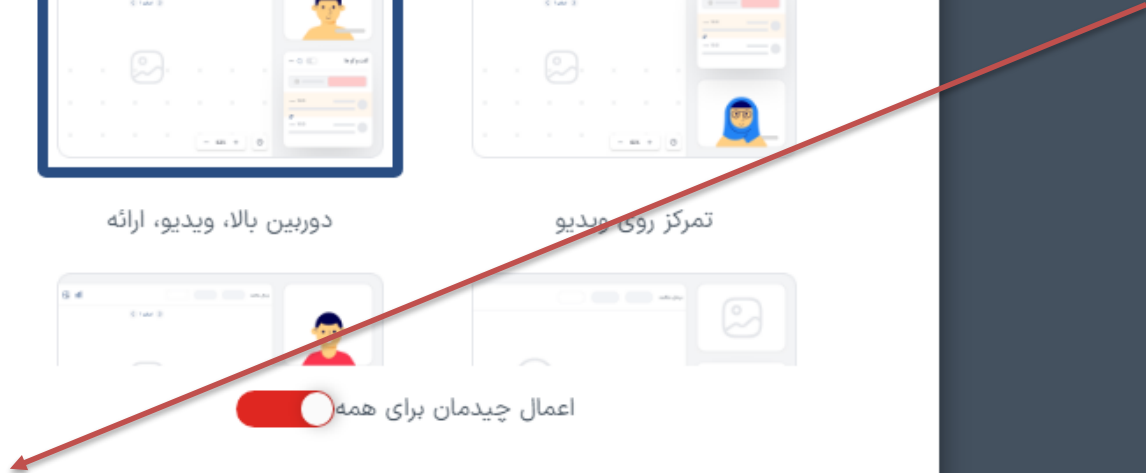 تمرکز روی ویدیو
دوربین بالا، ویدیو، ارائه
اعمال چیدمان برای همه